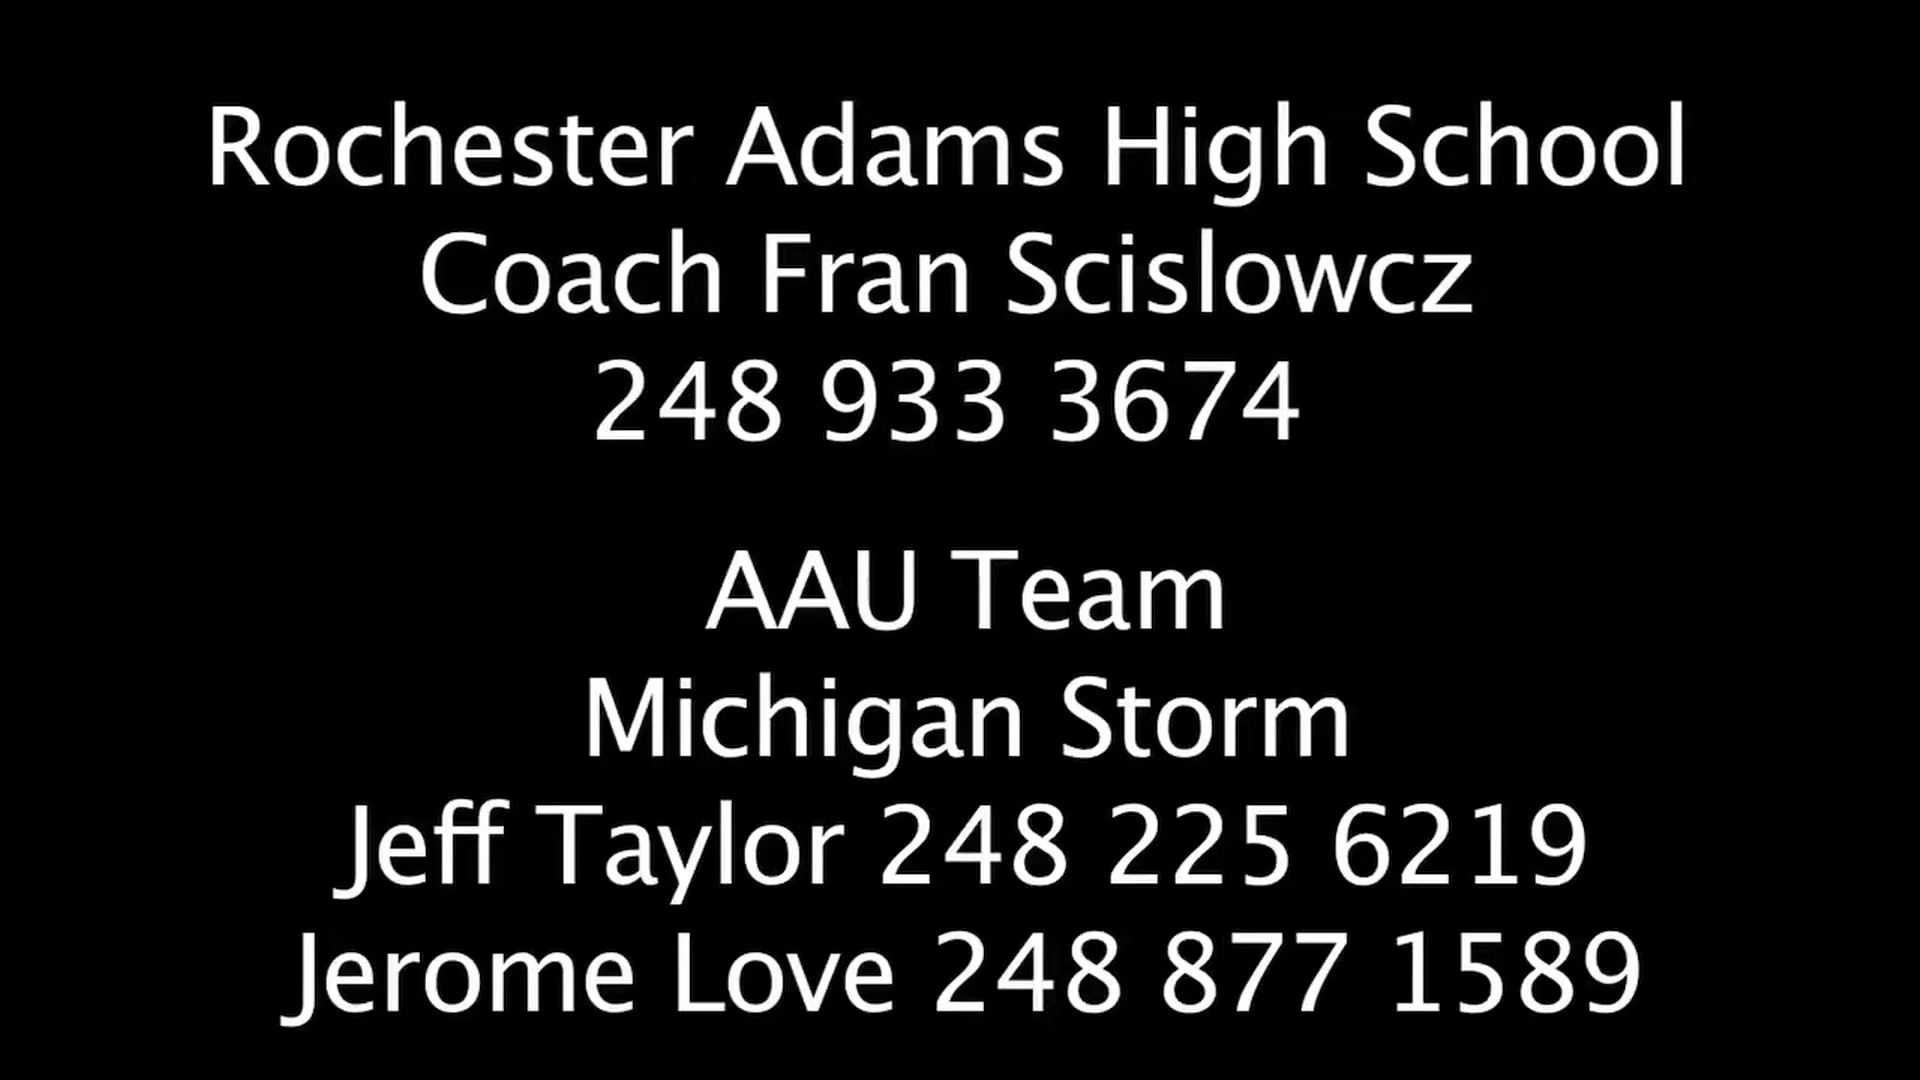 Rochester Adams High School
Coach Fran Scislowcz
248 933 3674
AAU Team
Michigan Storm
Jeff Taylor 248 225 6219
Jerome Love 248 877 1589